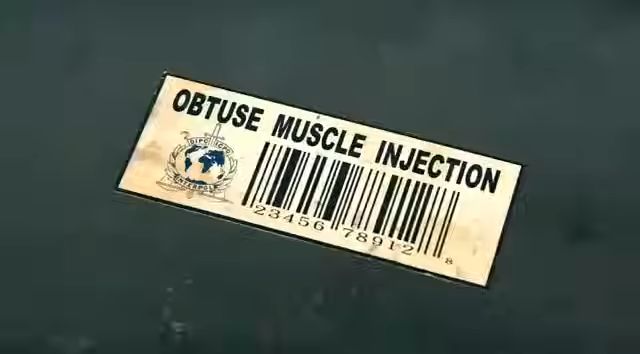 OBTUSE MUSCLE INJECTION
OIPC ICPO
INTERPOL
23456 78912 8